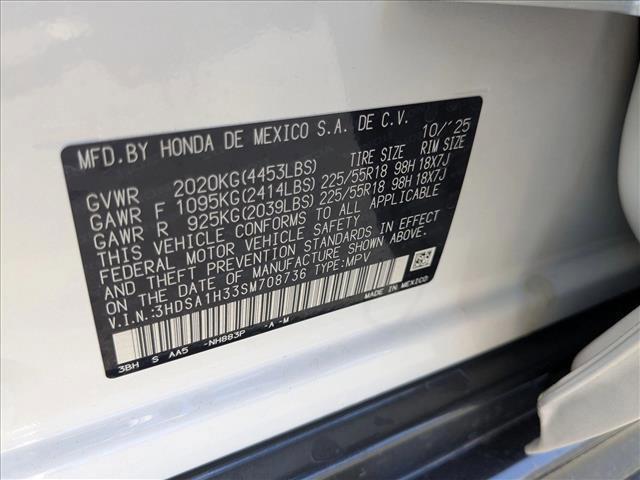 MFD.BY HONDA DE MEXICO S.A. DE C.V. 10/'25
TIRE SIZE RIM SIZE
GVWR 2020KG(4453LBS)
GAWR F 1095KG(2414LBS) 225/55R18 98H 18X7J
GAWR R 925KG(2039LBS) 225/55R18 98H 18X7J
THIS VEHICLE CONFORMS TO ALL APPLICABLE
FEDERAL MOTOR VEHICLE SAFETY
AND THEFT PREVENTION STANDARDS IN EFFECT
ON THE DATE OF MANUFACTURE SHOWN ABOVE.
V.I.N.:3HDSA1H33SM708736 TYPE:MPV
MADE IN MEXICO
3BH S AA5 -NH883P -A -M